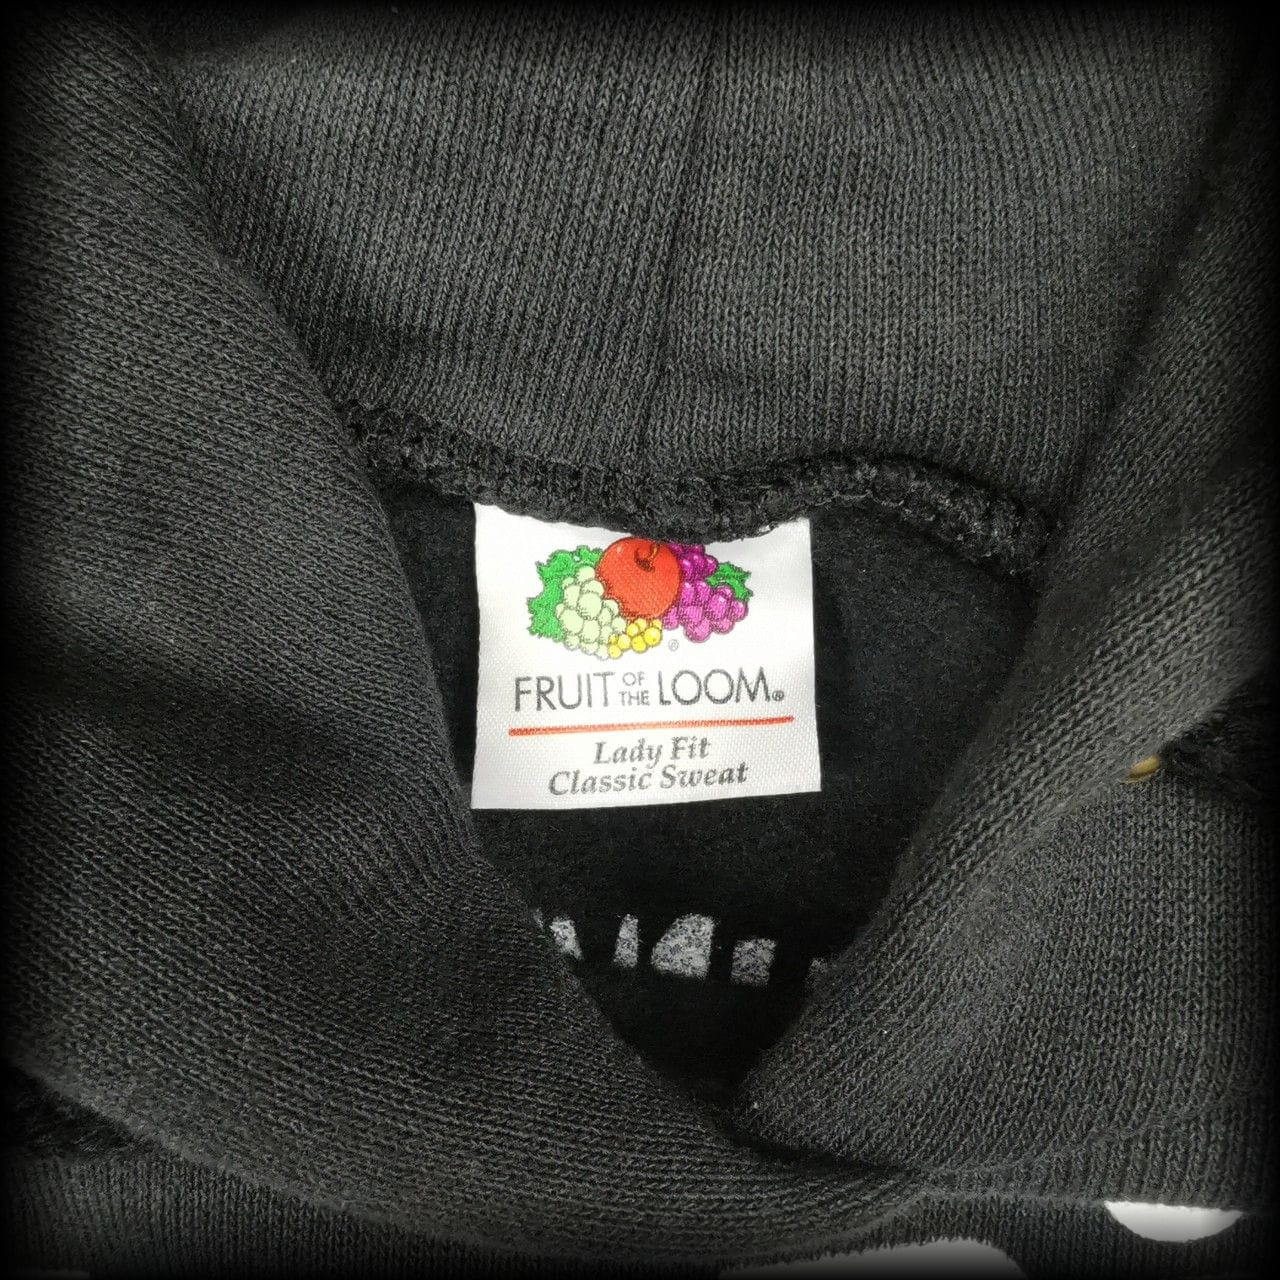 FRUIT OF THE LOOM®
Lady Fit
Classic Sweat